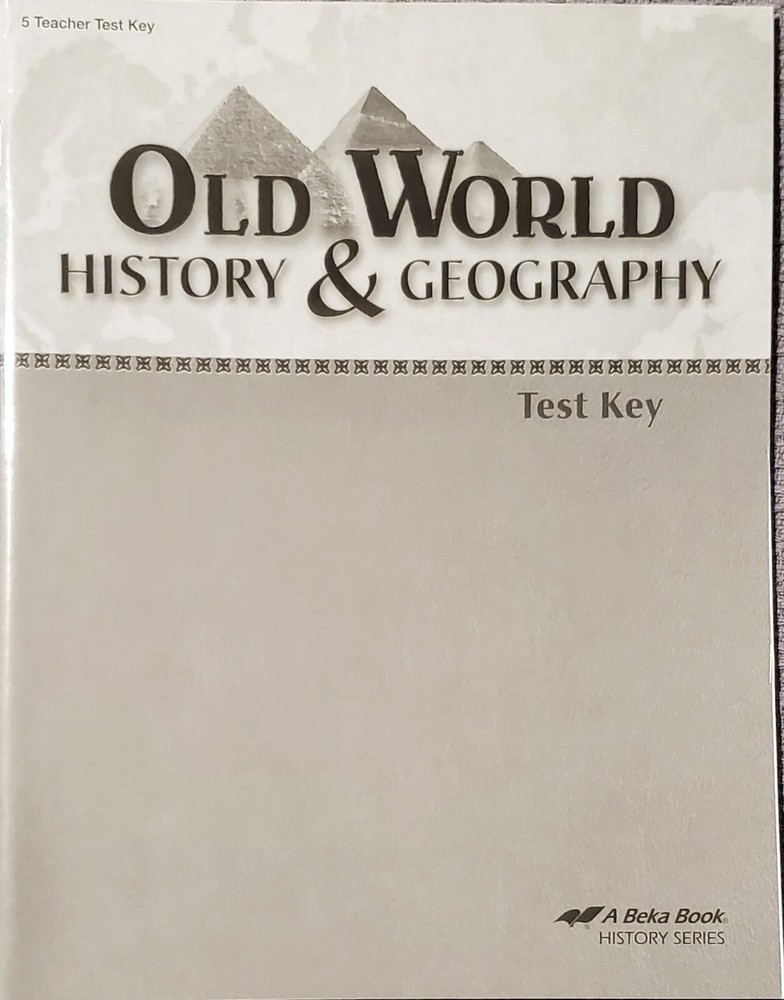 5 Teacher Test Key
OLD WORLD
HISTORY & GEOGRAPHY
Test Key
A Beka Book
HISTORY SERIES